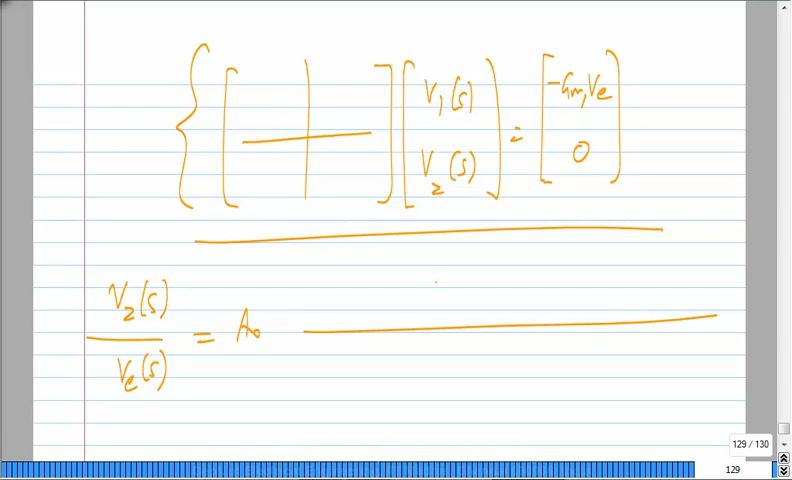 { [ ] [ V₁(s) ] = [ -Gm₁Ve ]
V₂(s) 0
V₂(s) / Ve(s) = A₀
129 / 130
129